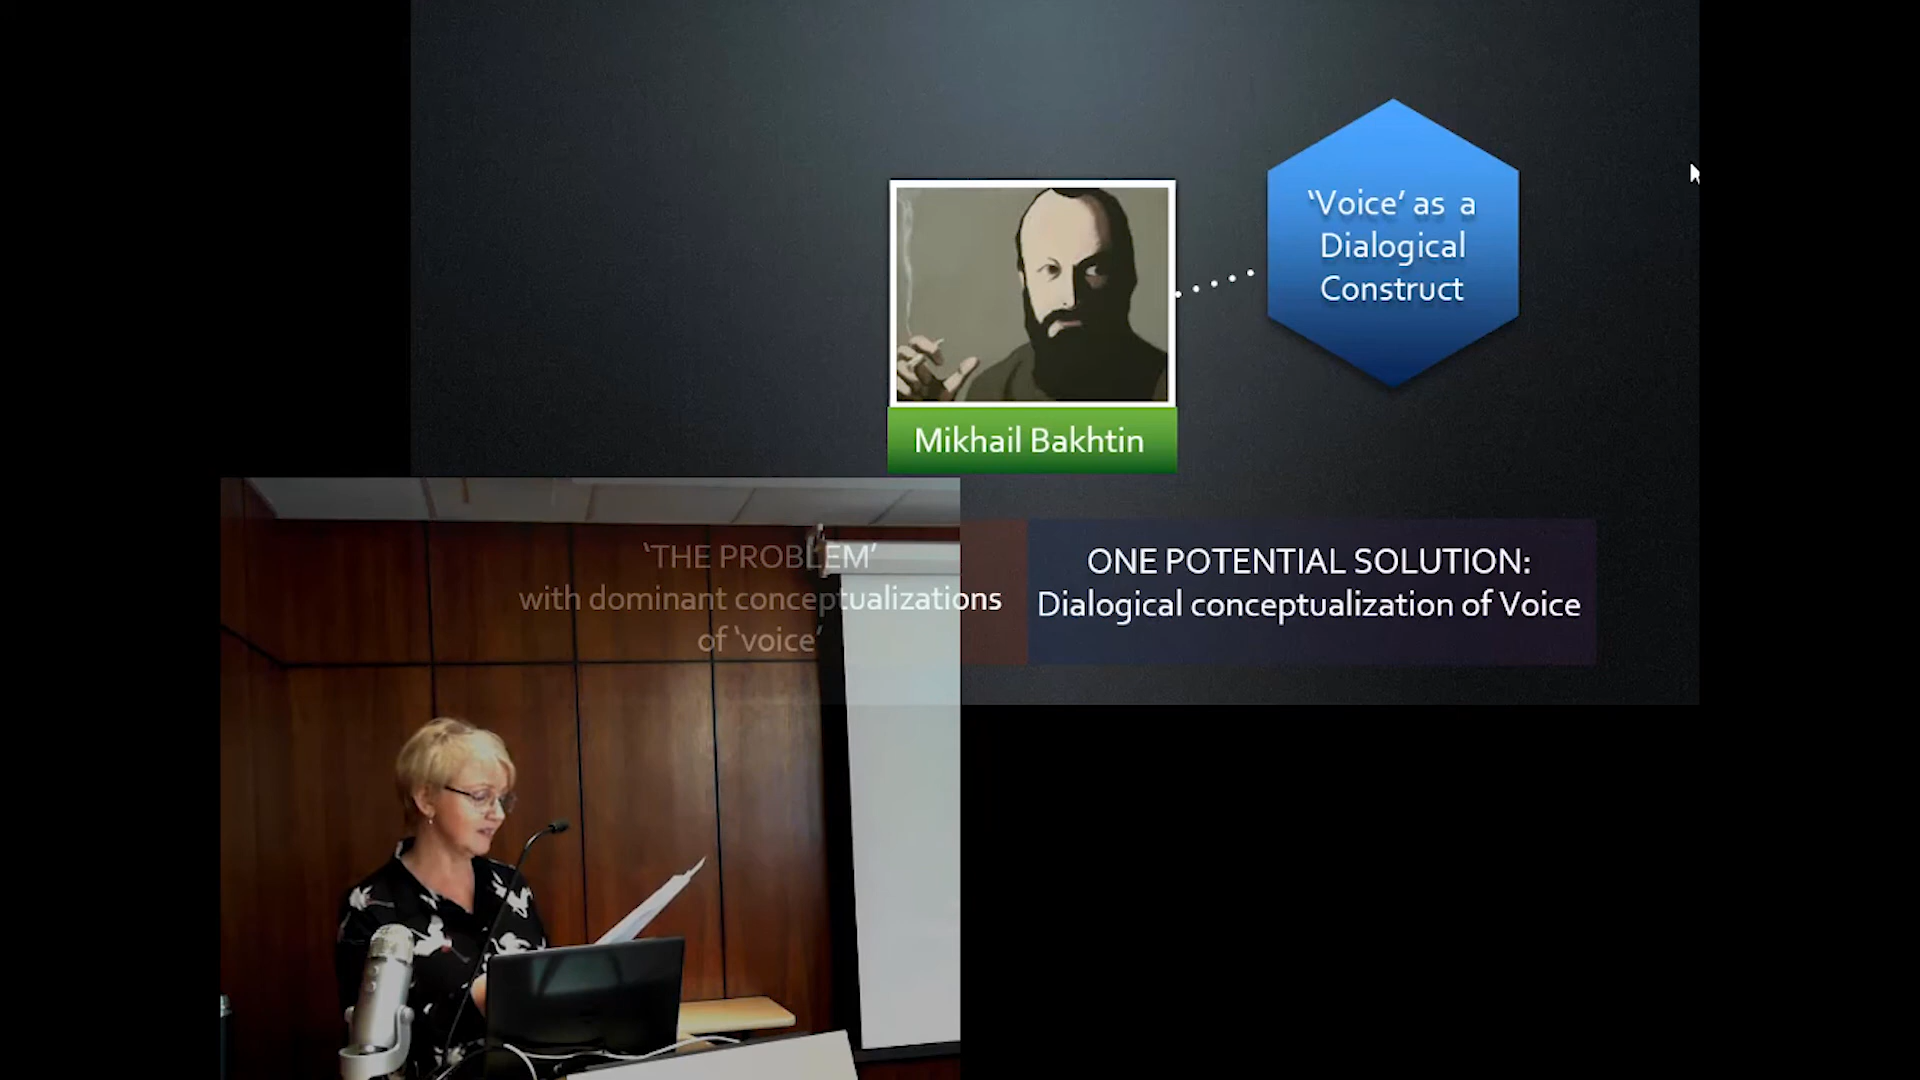 ‘Voice’ as a
Dialogical
Construct
Mikhail Bakhtin
‘THE PROBLEM’
with dominant conceptualizations
of ‘voice’
ONE POTENTIAL SOLUTION:
Dialogical conceptualization of Voice